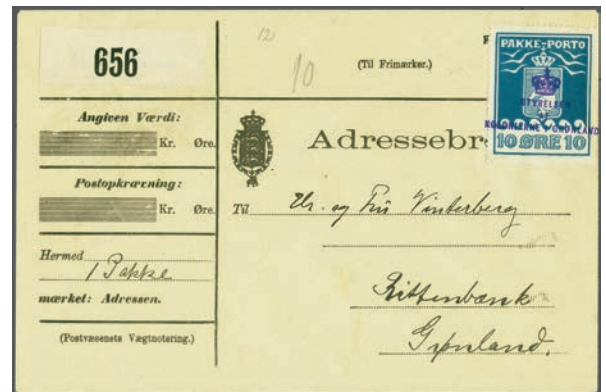 656
12
10
(Til Frimærker.)
PAKKE-PORTO
STYRELSEN
KOLONIERNE I GRØNLAND
10 ØRE 10
Angiven Værdi:
Kr. Øre.
Adressebr
Postopkrævning:
Kr. Øre.
Til Hr. og Fru Vinterberg
Hermed 1 Pakke
mærket: Adressen.
Rittenbænk
Grønland.
(Postvæsenets Vægtnotering.)